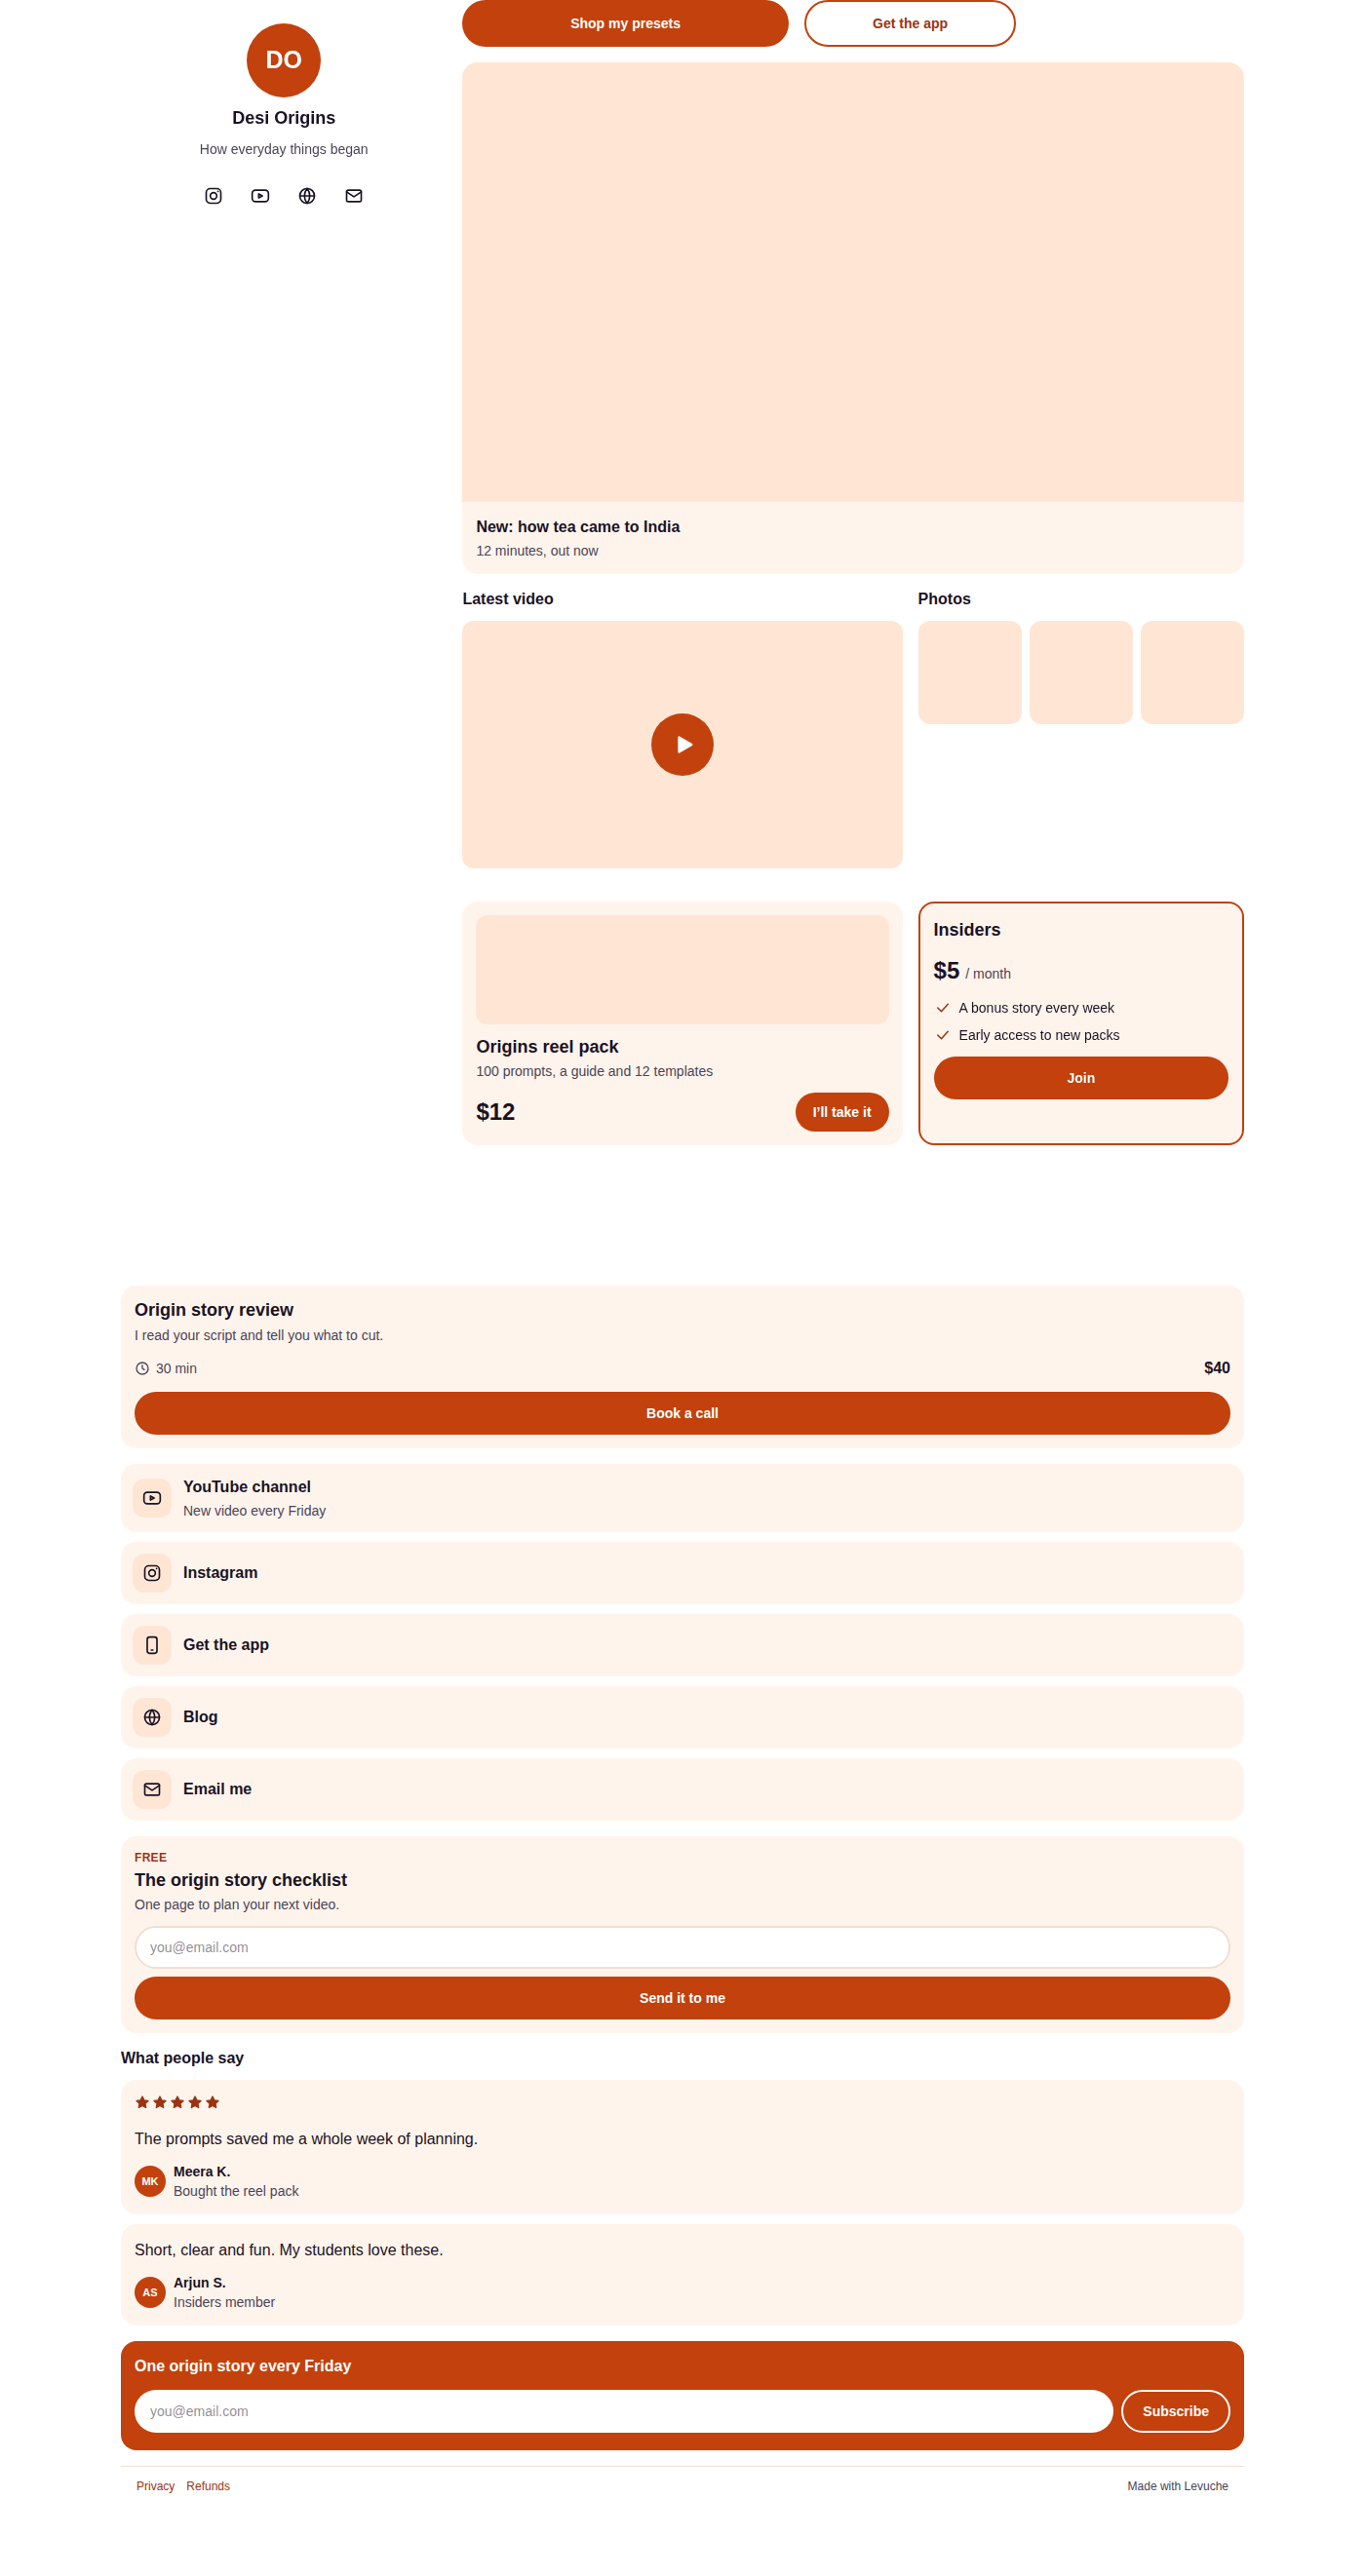 DO
Desi Origins
How everyday things began
Shop my presets
Get the app
New: how tea came to India
12 minutes, out now
Latest video
Photos
Origins reel pack
100 prompts, a guide and 12 templates
$12
I’ll take it
Insiders
$5 / month
A bonus story every week
Early access to new packs
Join
Origin story review
I read your script and tell you what to cut.
30 min
$40
Book a call
YouTube channel
New video every Friday
Instagram
Get the app
Blog
Email me
FREE
The origin story checklist
One page to plan your next video.
you@email.com
Send it to me
What people say
The prompts saved me a whole week of planning.
MK
Meera K.
Bought the reel pack
Short, clear and fun. My students love these.
AS
Arjun S.
Insiders member
One origin story every Friday
you@email.com
Subscribe
Privacy
Refunds
Made with Levuche